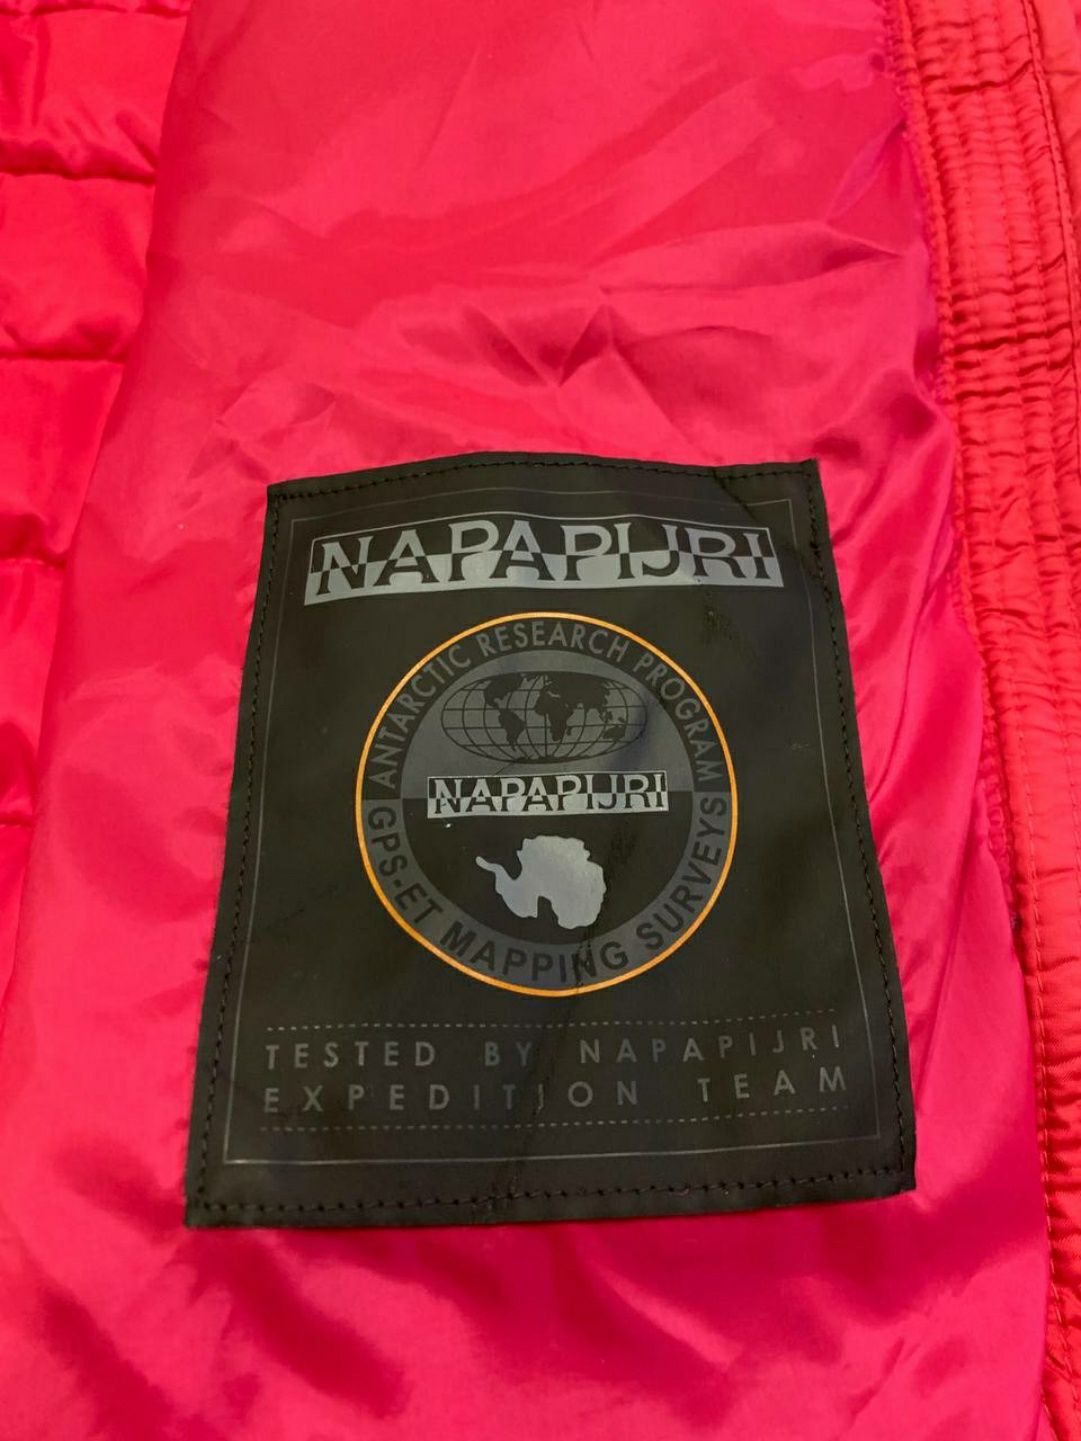 NAPAPIJRI
ANTARCTIC RESEARCH PROGRAM
NAPAPIJRI
GPS-ET MAPPING SURVEYS
TESTED BY NAPAPIJRI
EXPEDITION TEAM